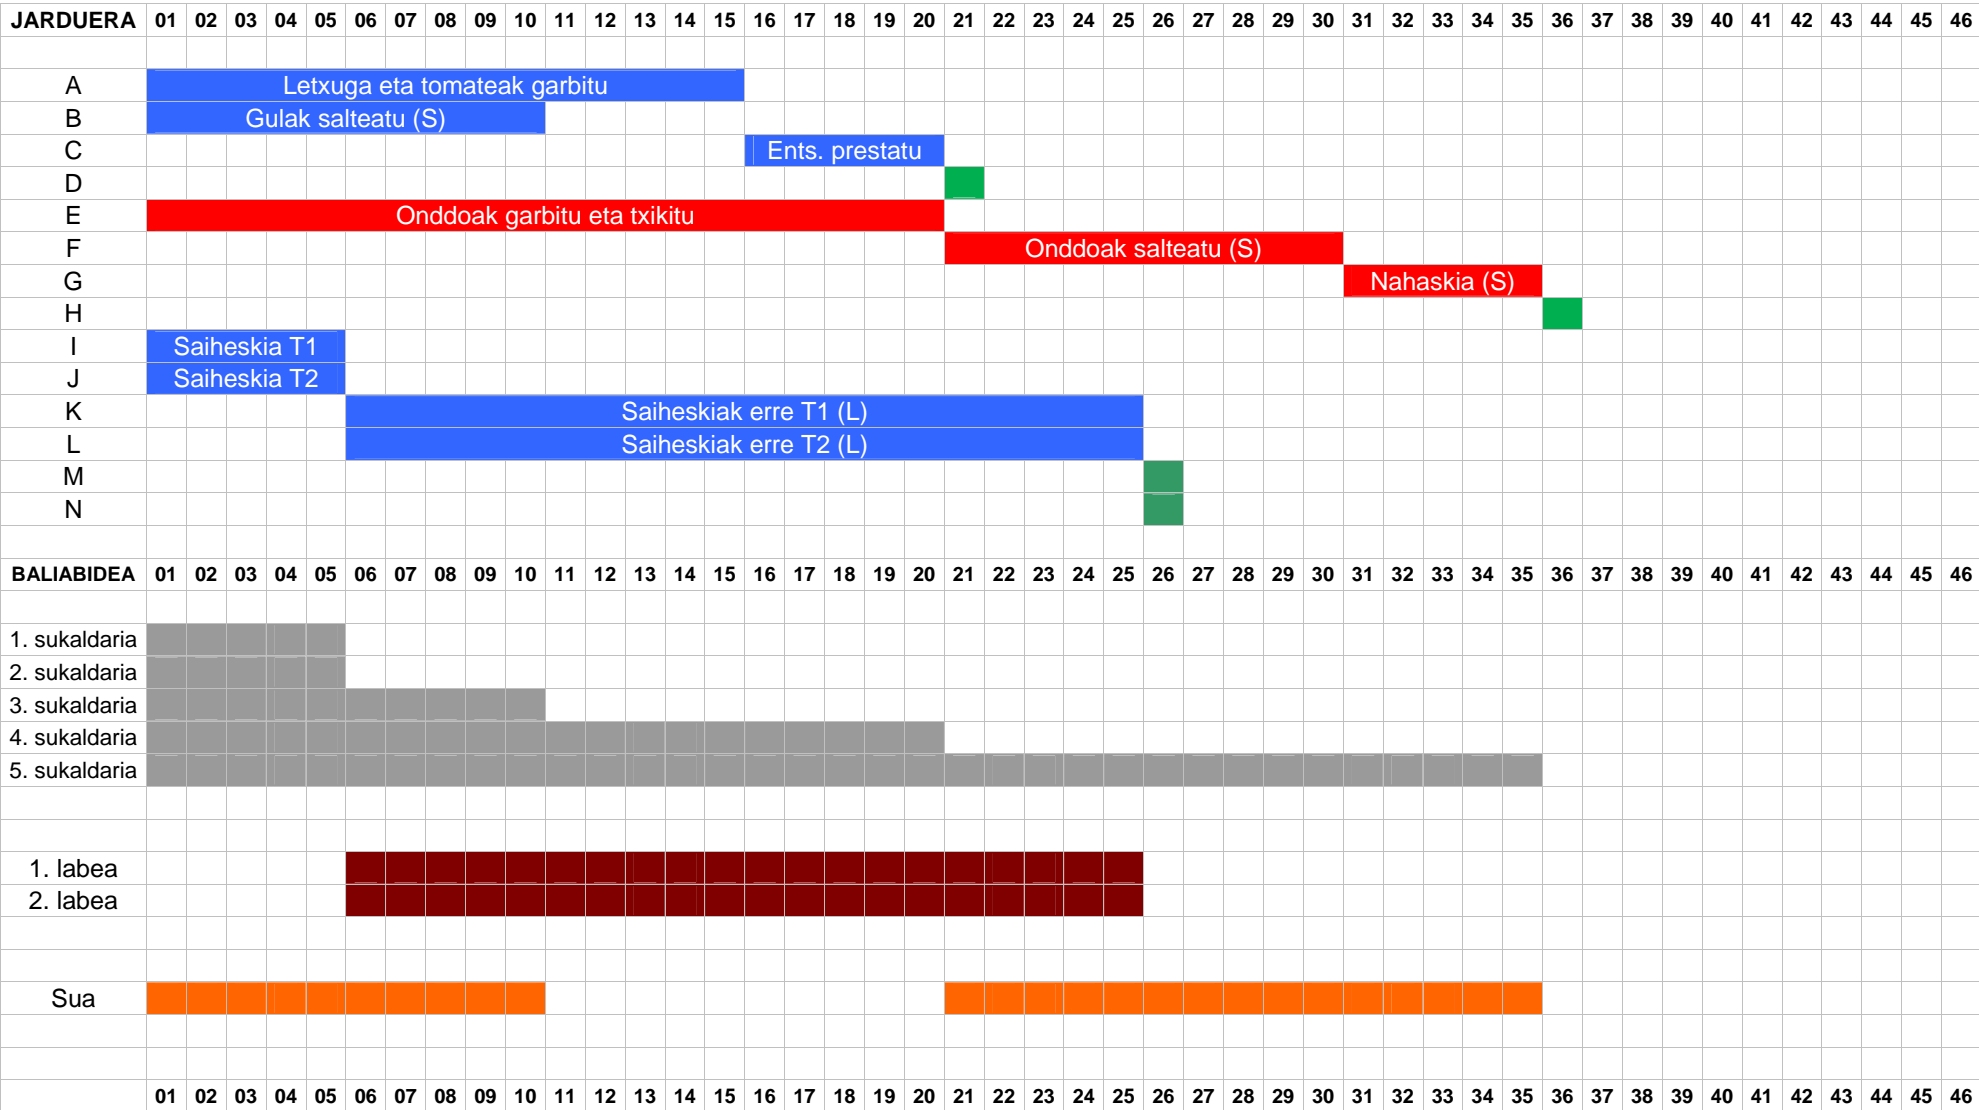 JARDUERA 01 02 03 04 05 06 07 08 09 10 11 12 13 14 15 16 17 18 19 20 21 22 23 24 25 26 27 28 29 30 31 32 33 34 35 36 37 38 39 40 41 42 43 44 45 46
A Letxuga eta tomateak garbitu
B Gulak salteatu (S)
C Ents. prestatu
D
E Onddoak garbitu eta txikitu
F Onddoak salteatu (S)
G Nahaskia (S)
H
I Saiheskia T1
J Saiheskia T2
K Saiheskiak erre T1 (L)
L Saiheskiak erre T2 (L)
M
N
BALIABIDEA 01 02 03 04 05 06 07 08 09 10 11 12 13 14 15 16 17 18 19 20 21 22 23 24 25 26 27 28 29 30 31 32 33 34 35 36 37 38 39 40 41 42 43 44 45 46
1. sukaldaria
2. sukaldaria
3. sukaldaria
4. sukaldaria
5. sukaldaria
1. labea
2. labea
Sua
01 02 03 04 05 06 07 08 09 10 11 12 13 14 15 16 17 18 19 20 21 22 23 24 25 26 27 28 29 30 31 32 33 34 35 36 37 38 39 40 41 42 43 44 45 46